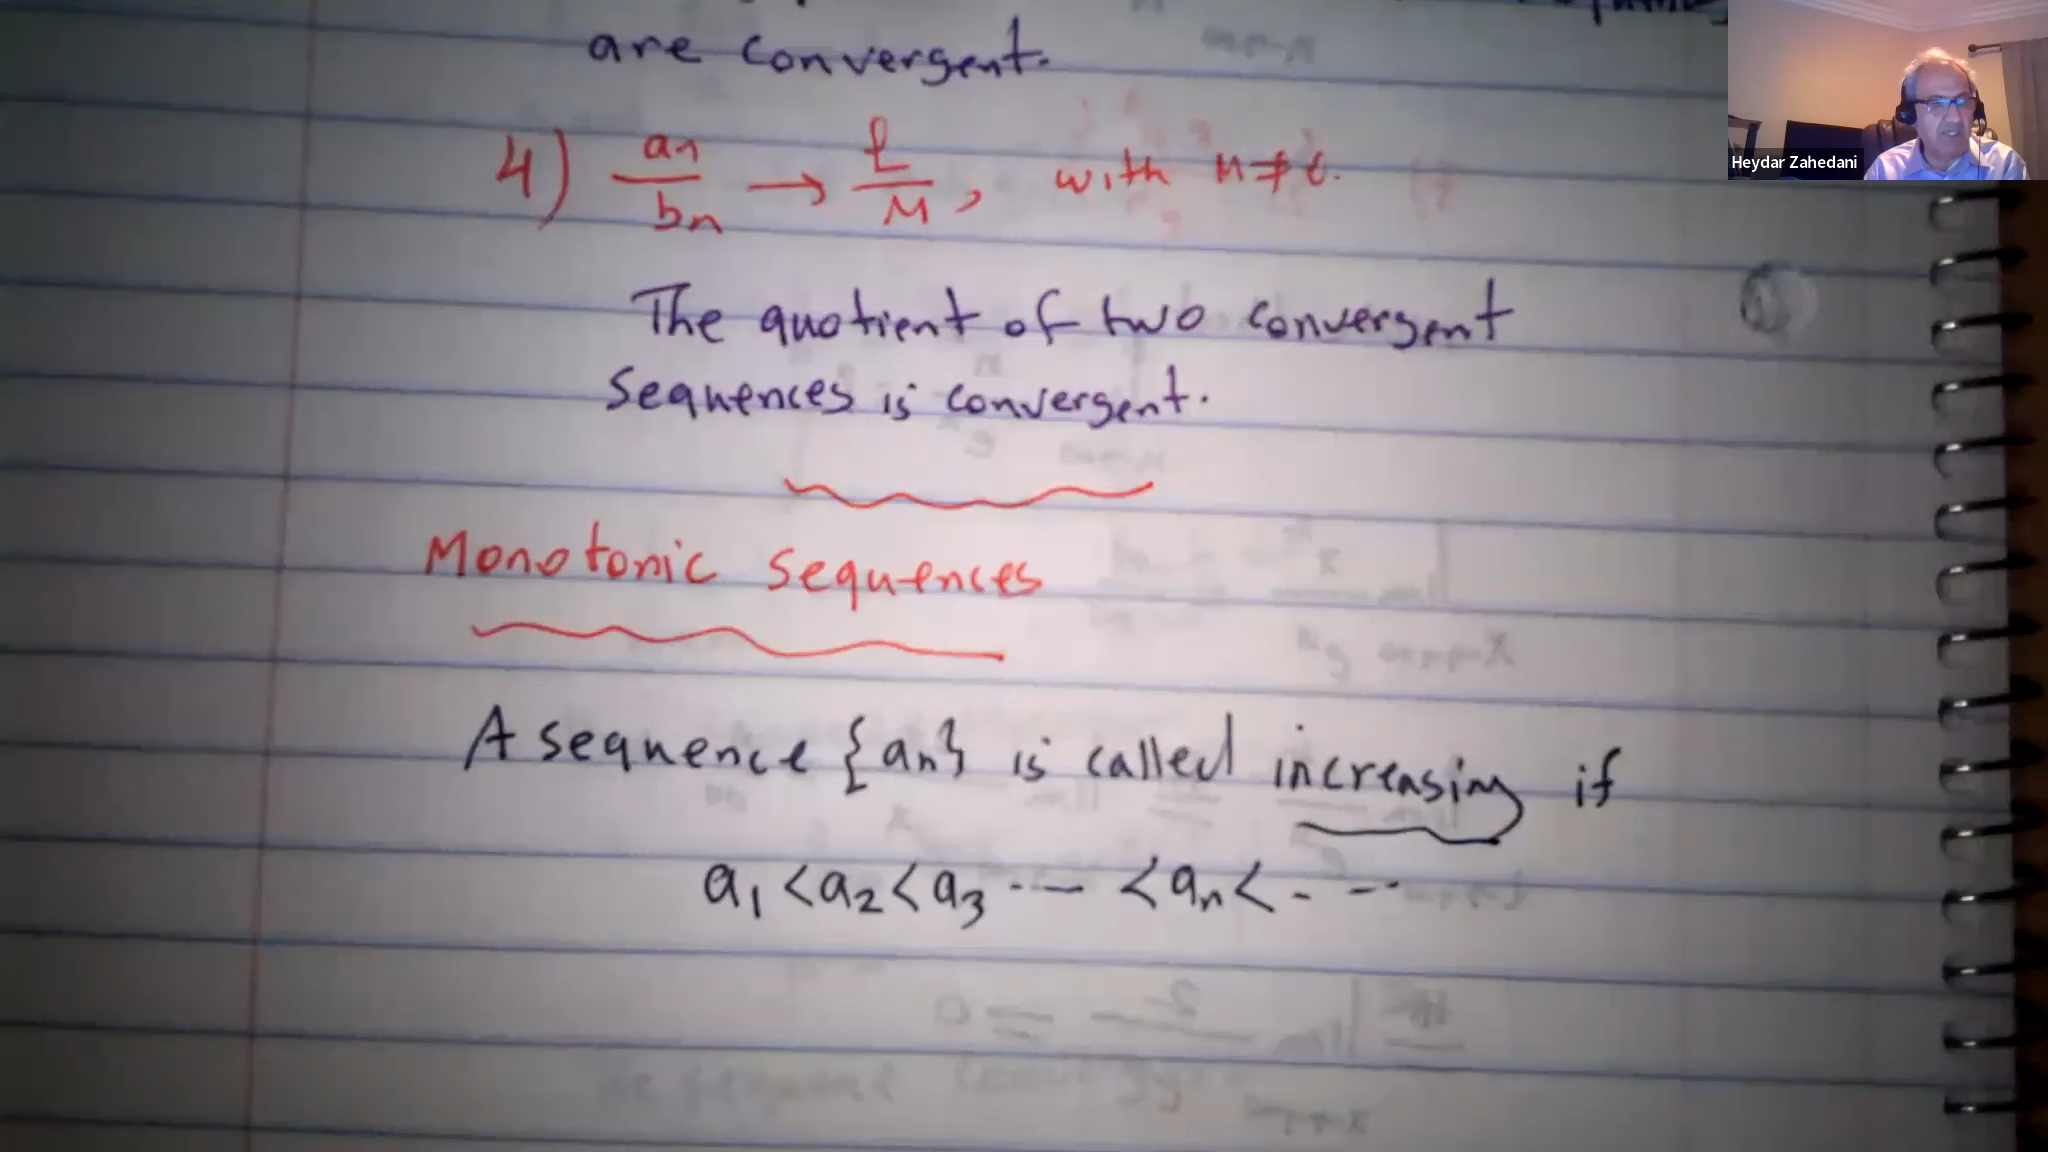 are convergent.
Heydar Zahedani
4) an/bn → L/M, with M ≠ 0.
The quotient of two convergent
sequences is convergent.
Monotonic sequences
A sequence {an} is called increasing if
a1 < a2 < a3 ... < an < ...